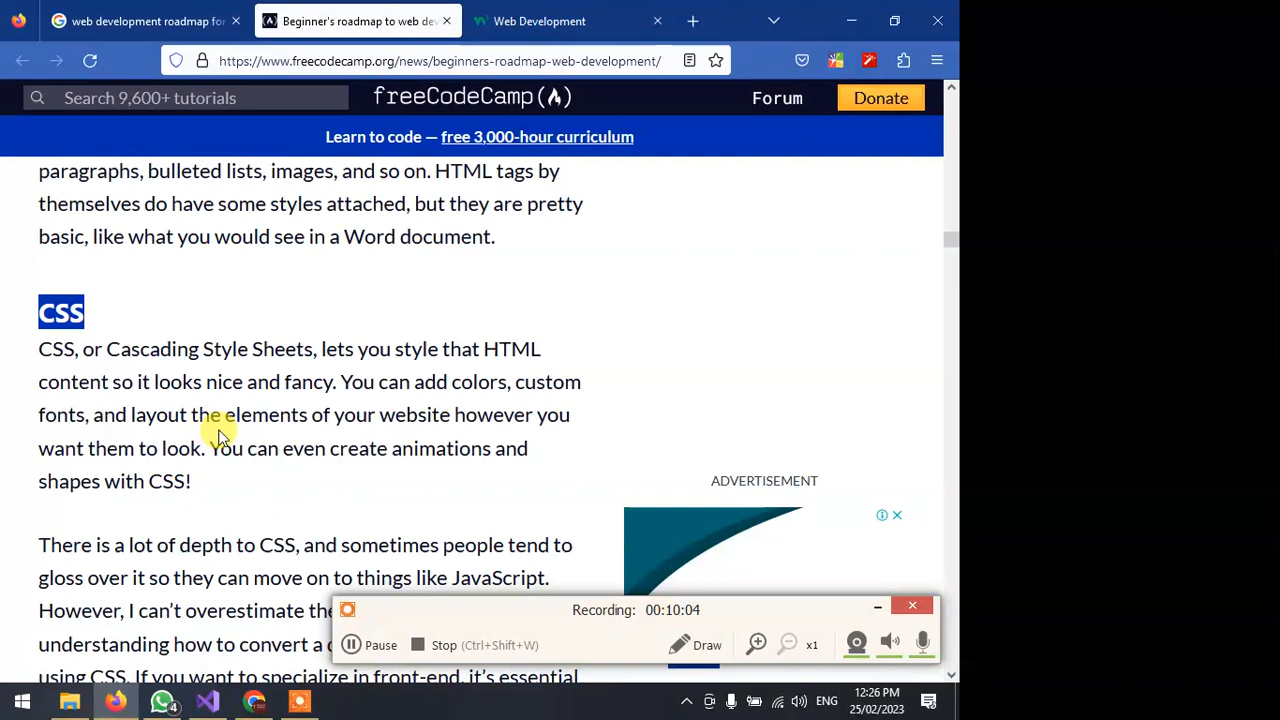 web development roadmap for
Beginner's roadmap to web dev
Web Development
https://www.freecodecamp.org/news/beginners-roadmap-web-development/
Search 9,600+ tutorials
freeCodeCamp(🔥)
Forum
Donate
Learn to code — free 3,000-hour curriculum
paragraphs, bulleted lists, images, and so on. HTML tags by
themselves do have some styles attached, but they are pretty
basic, like what you would see in a Word document.
CSS
CSS, or Cascading Style Sheets, lets you style that HTML
content so it looks nice and fancy. You can add colors, custom
fonts, and layout the elements of your website however you
want them to look. You can even create animations and
shapes with CSS!
ADVERTISEMENT
There is a lot of depth to CSS, and sometimes people tend to
gloss over it so they can move on to things like JavaScript.
However, I can't overestimate the
understanding how to convert a
using CSS. If you want to specialize in front-end, it's essential
Recording: 00:10:04
Pause
Stop (Ctrl+Shift+W)
Draw
x1
4
ENG
12:26 PM
25/02/2023